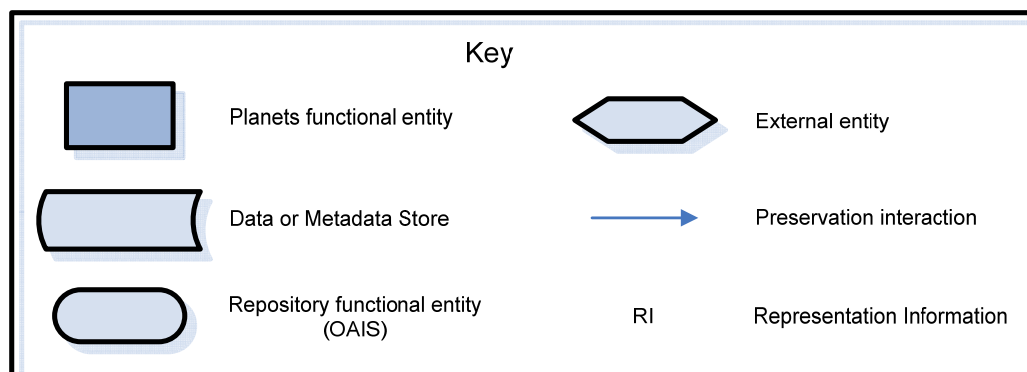 Key
Planets functional entity
External entity
Data or Metadata Store
Preservation interaction
Repository functional entity
(OAIS)
RI
Representation Information